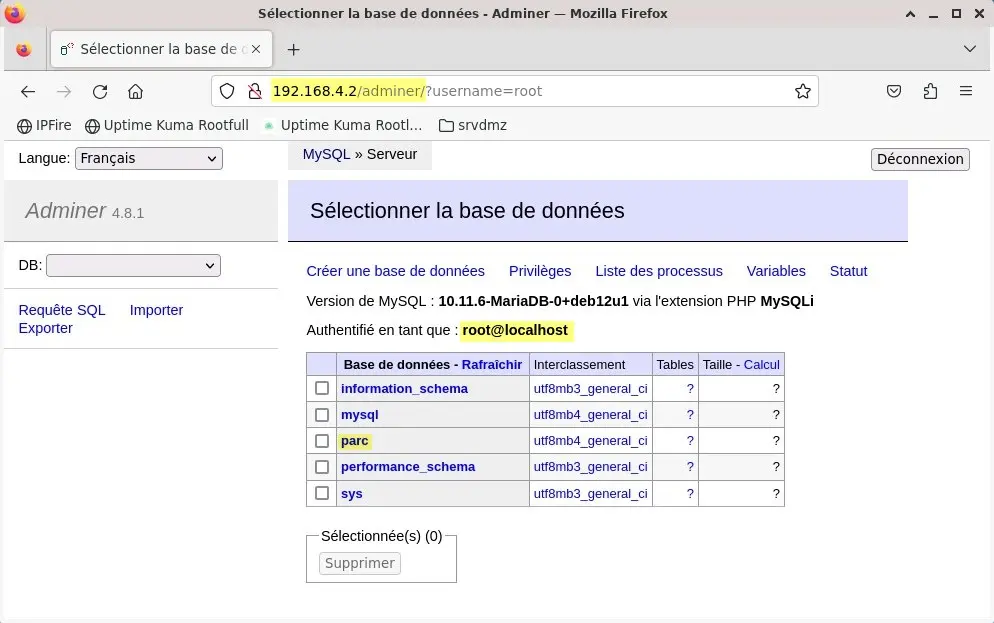 Sélectionner la base de données - Adminer — Mozilla Firefox
Sélectionner la base de d
192.168.4.2/adminer/?username=root
IPFire Uptime Kuma Rootfull Uptime Kuma Rootl... srvdmz
Langue: Français MySQL » Serveur Déconnexion
Adminer 4.8.1 Sélectionner la base de données
DB:
Créer une base de données Privilèges Liste des processus Variables Statut
Requête SQL Importer
Exporter
Version de MySQL : 10.11.6-MariaDB-0+deb12u1 via l'extension PHP MySQLi
Authentifié en tant que : root@localhost
Base de données - Rafraîchir Interclassement Tables Taille - Calcul
information_schema utf8mb3_general_ci ? ?
mysql utf8mb4_general_ci ? ?
parc utf8mb4_general_ci ? ?
performance_schema utf8mb3_general_ci ? ?
sys utf8mb3_general_ci ? ?
Sélectionnée(s) (0)
Supprimer